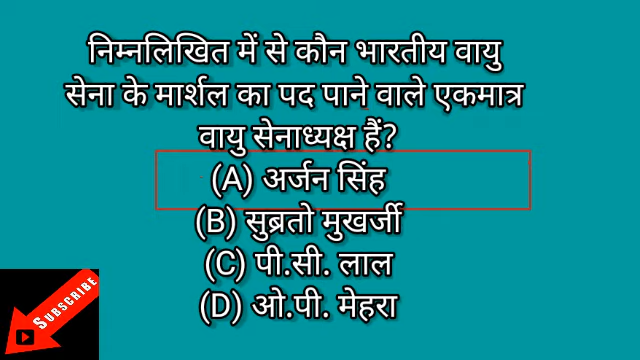 निम्नलिखित में से कौन भारतीय वायु
सेना के मार्शल का पद पाने वाले एकमात्र
वायु सेनाध्यक्ष हैं?
(A) अर्जन सिंह
(B) सुब्रतो मुखर्जी
(C) पी.सी. लाल
(D) ओ.पी. मेहरा
SUBSCRIBE